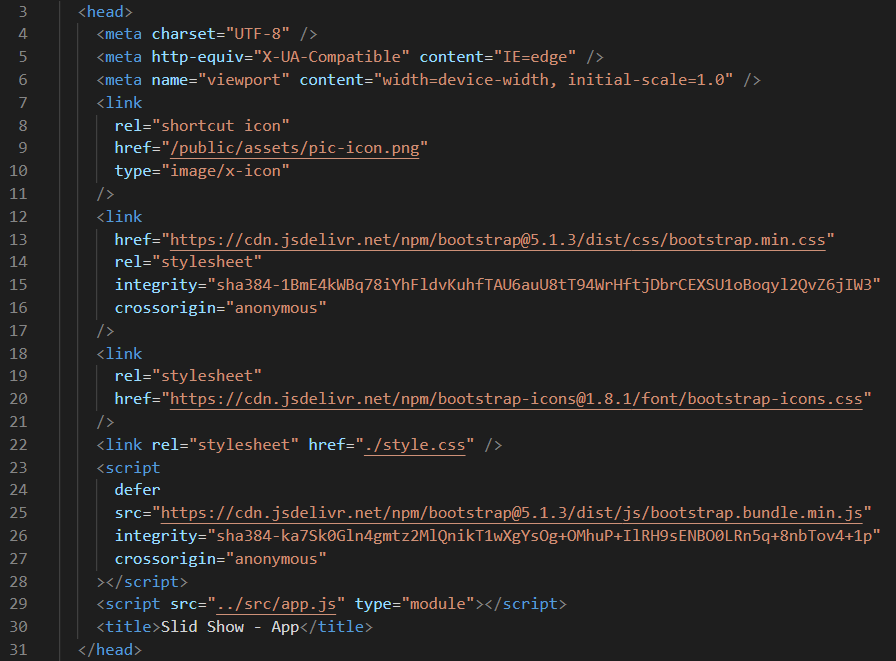 3 <head>
4 <meta charset="UTF-8" />
5 <meta http-equiv="X-UA-Compatible" content="IE=edge" />
6 <meta name="viewport" content="width=device-width, initial-scale=1.0" />
7 <link
8 rel="shortcut icon"
9 href="/public/assets/pic-icon.png"
10 type="image/x-icon"
11 />
12 <link
13 href="https://cdn.jsdelivr.net/npm/bootstrap@5.1.3/dist/css/bootstrap.min.css"
14 rel="stylesheet"
15 integrity="sha384-1BmE4kWBq78iYhFldvKuhfTAU6auU8tT94WrHftjDbrCEXSU1oBoqyl2QvZ6jIW3"
16 crossorigin="anonymous"
17 />
18 <link
19 rel="stylesheet"
20 href="https://cdn.jsdelivr.net/npm/bootstrap-icons@1.8.1/font/bootstrap-icons.css"
21 />
22 <link rel="stylesheet" href="./style.css" />
23 <script
24 defer
25 src="https://cdn.jsdelivr.net/npm/bootstrap@5.1.3/dist/js/bootstrap.bundle.min.js"
26 integrity="sha384-ka7Sk0Gln4gmtz2MlQnikT1wXgYsOg+OMhuP+IlRH9sENBO0LRn5q+8nbTov4+1p"
27 crossorigin="anonymous"
28 ></script>
29 <script src="../src/app.js" type="module"></script>
30 <title>Slid Show - App</title>
31 </head>